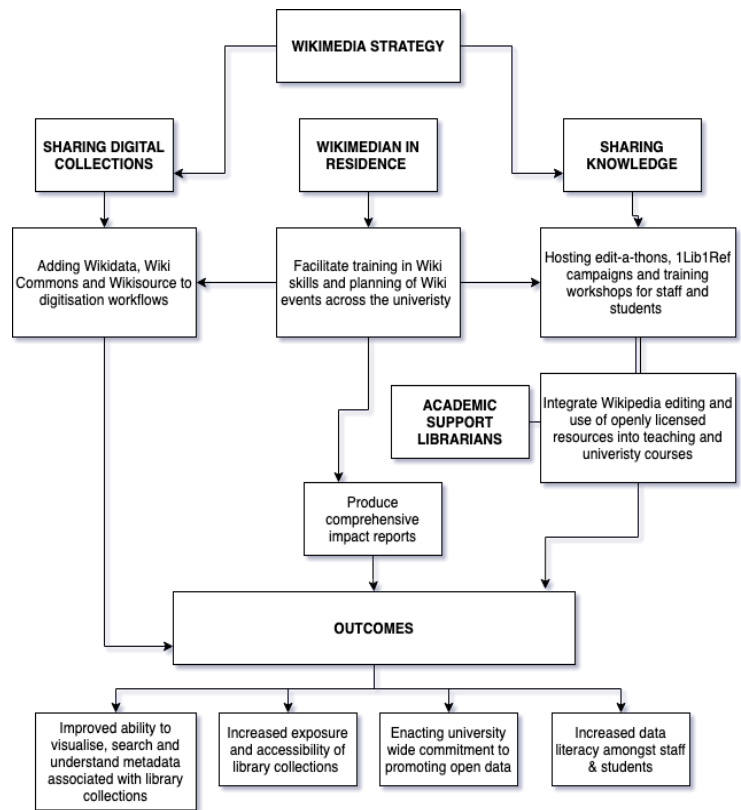 WIKIMEDIA STRATEGY
SHARING DIGITAL
COLLECTIONS
WIKIMEDIAN IN
RESIDENCE
SHARING
KNOWLEDGE
Adding Wikidata, Wiki
Commons and Wikisource to
digitisation workflows
Facilitate training in Wiki
skills and planning of Wiki
events across the univeristy
Hosting edit-a-thons, 1Lib1Ref
campaigns and training
workshops for staff and
students
ACADEMIC
SUPPORT
LIBRARIANS
Integrate Wikipedia editing and
use of openly licensed
resources into teaching and
univeristy courses
Produce
comprehensive
impact reports
OUTCOMES
Improved ability to
visualise, search and
understand metadata
associated with library
collections
Increased exposure
and accessibility of
library collections
Enacting university
wide commitment to
promoting open data
Increased data
literacy amongst staff
& students